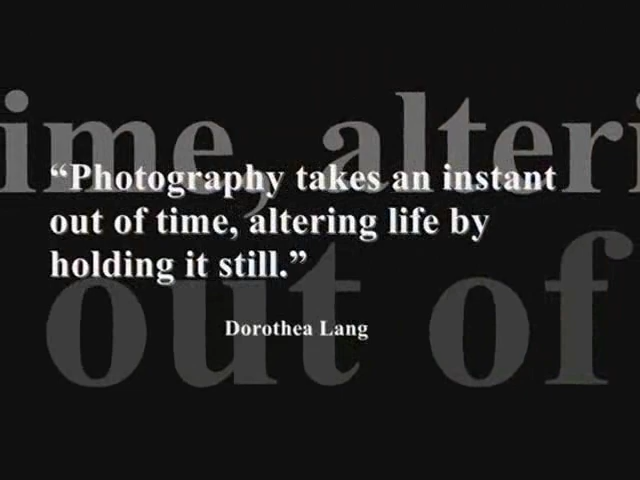 ime, alteri
“Photography takes an instant
out of time, altering life by
holding it still.”
Dorothea Lang
out of